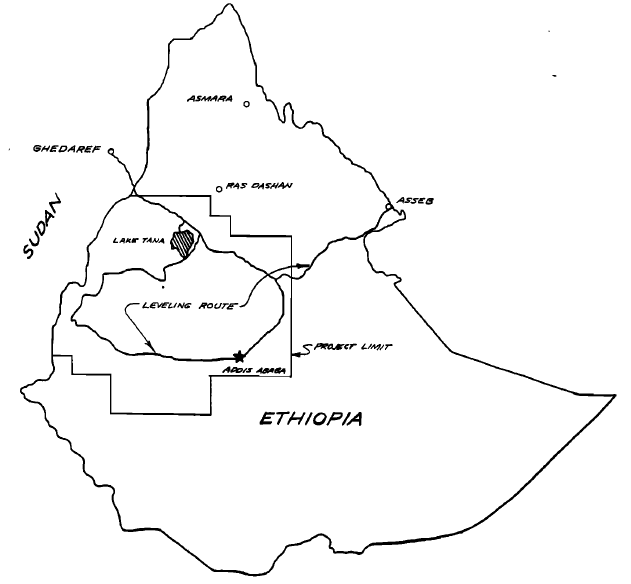 ASMARA
GHEDAREF
RAS DASHAN
ASSEB
SUDAN
LAKE TANA
LEVELING ROUTE
PROJECT LIMIT
ADDIS ABABA
ETHIOPIA